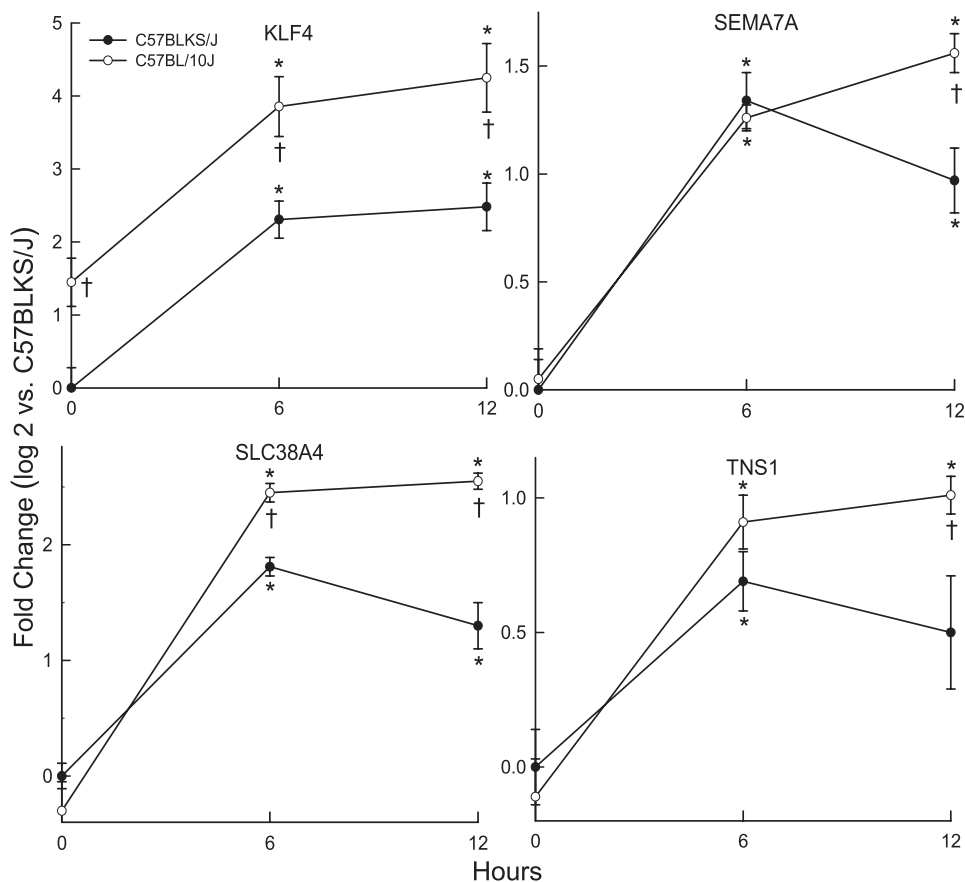 Fold Change (log 2 vs. C57BLKS/J)
KLF4
C57BLKS/J
C57BL/10J
5
4
3
2
1
0
* *
† †
* *
†
0 6 12
SEMA7A
1.5
1.0
0.5
0.0
* *
†
*
*
0 6 12
SLC38A4
2
1
0
* *
† †
*
*
0 6 12
TNS1
1.0
0.5
0.0
* *
†
*
0 6 12
Hours